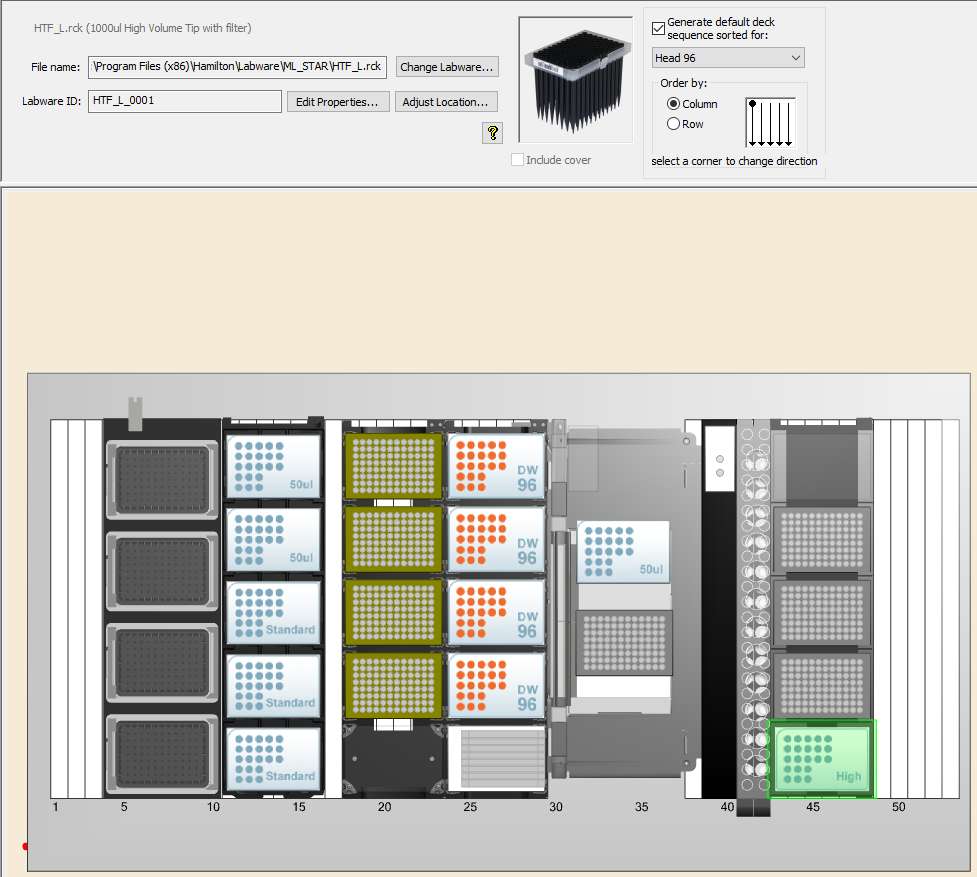 HTF_L.rck (1000ul High Volume Tip with filter)
File name: :\Program Files (x86)\Hamilton\Labware\ML_STAR\HTF_L.rck Change Labware...
Labware ID: HTF_L_0001 Edit Properties... Adjust Location...
?
Include cover
Generate default deck
sequence sorted for:
Head 96
Order by:
Column
Row
select a corner to change direction
50ul
DW
96
50ul
DW
96
50ul
Standard
DW
96
Standard
DW
96
Standard
High
1 5 10 15 20 25 30 35 40 45 50